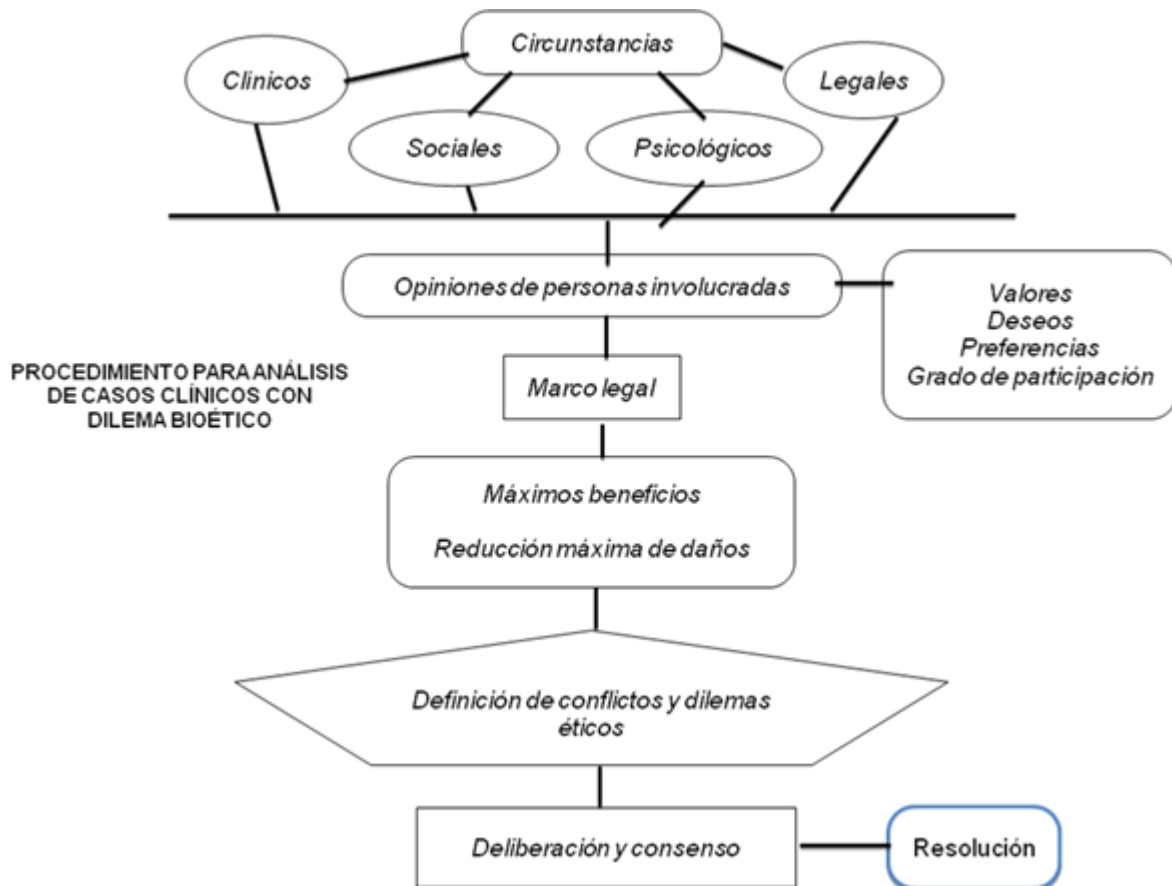 Circunstancias
Clínicos
Legales
Sociales
Psicológicos
Opiniones de personas involucradas
Valores
Deseos
Preferencias
Grado de participación
PROCEDIMIENTO PARA ANÁLISIS
DE CASOS CLÍNICOS CON
DILEMA BIOÉTICO
Marco legal
Máximos beneficios
Reducción máxima de daños
Definición de conflictos y dilemas
éticos
Deliberación y consenso
Resolución